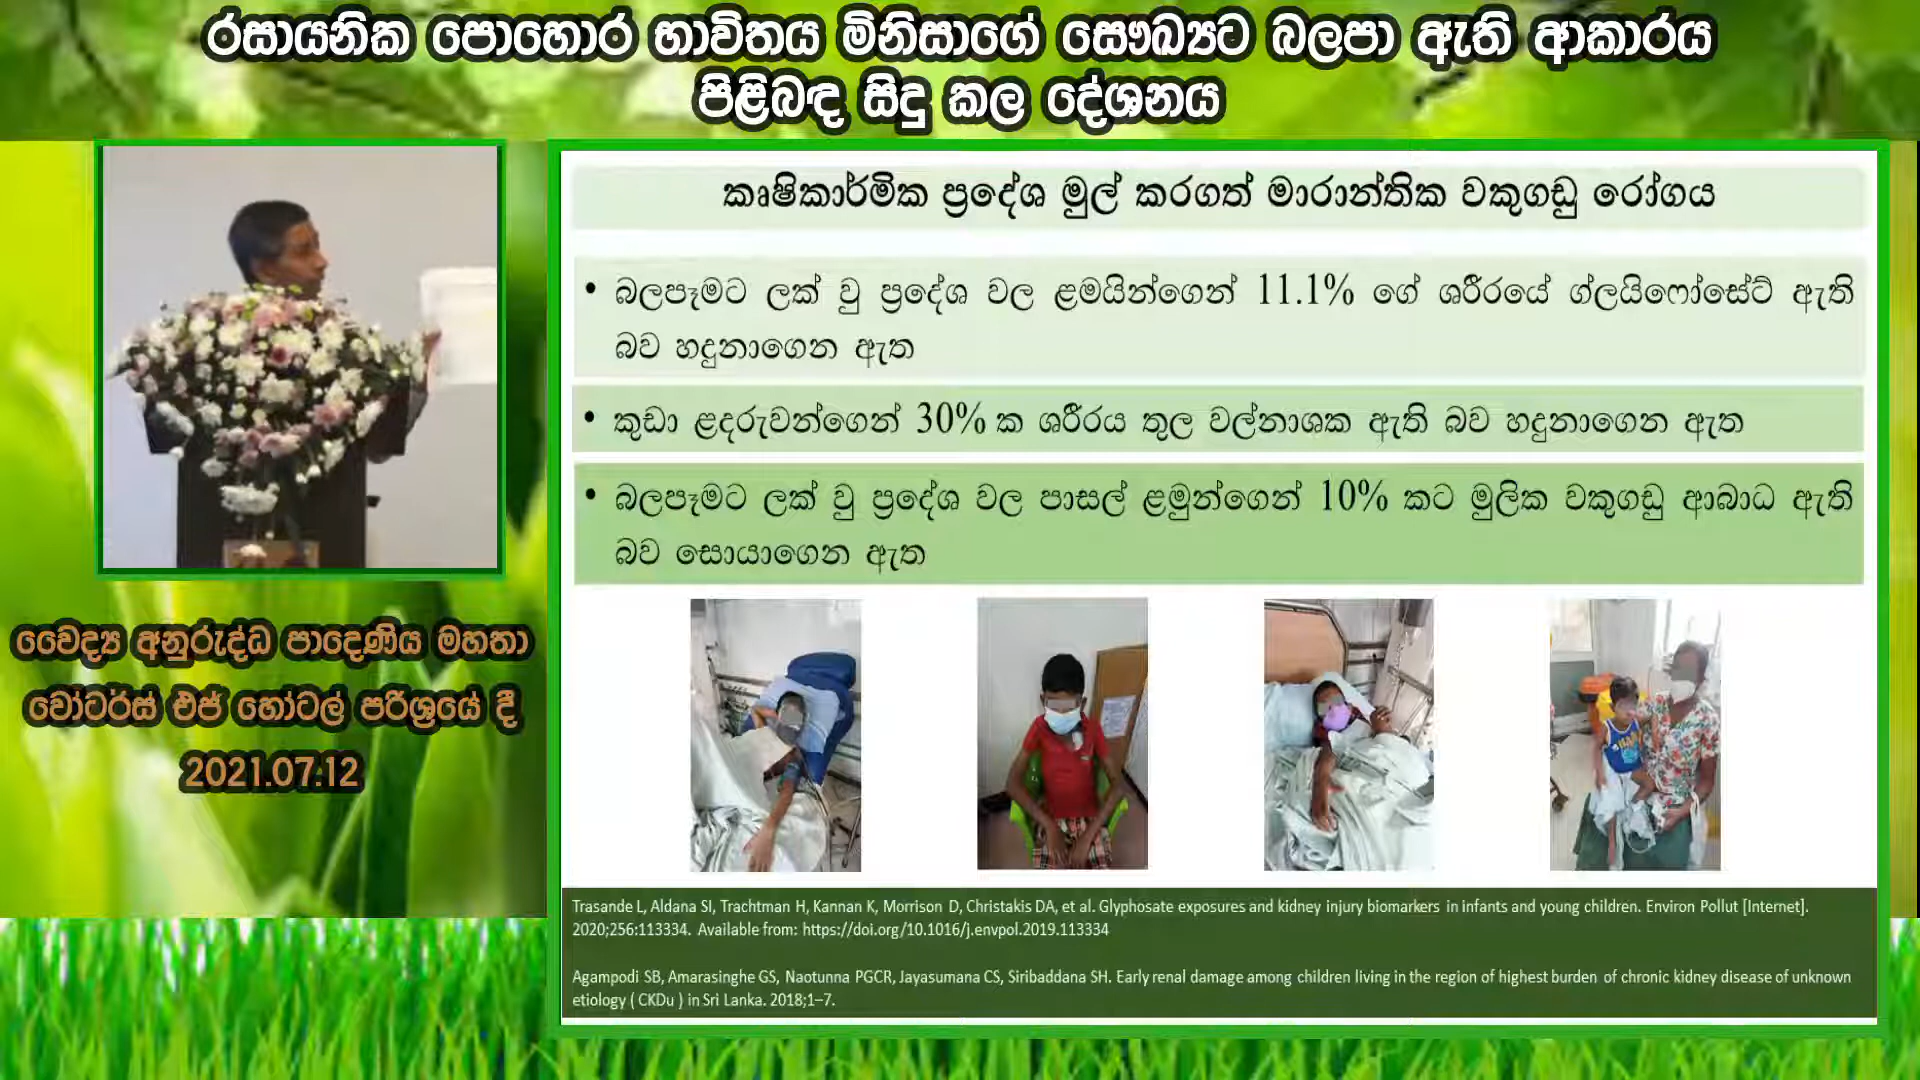 රසායනික පොහොර භාවිතය මිනිසාගේ සෞඛ්‍යට බලපා ඇති ආකාරය
පිළිබඳ සිදු කල දේශනය
කෘෂිකාර්මික ප්‍රදේශ මුල් කරගත් මාරාන්තික වකුගඩු රෝගය
• බලපෑමට ලක් වු ප්‍රදේශ වල ළමයින්ගෙන් 11.1% ගේ ශරීරයේ ග්ලයිෆෝසේට් ඇති
බව හදුනාගෙන ඇත
• කුඩා ළදරුවන්ගෙන් 30% ක ශරීරය තුල වල්නාශක ඇති බව හදුනාගෙන ඇත
• බලපෑමට ලක් වු ප්‍රදේශ වල පාසල් ළමුන්ගෙන් 10% කට මුලික වකුගඩු ආබාධ ඇති
බව සොයාගෙන ඇත
වෛද්‍ය අනුරුද්ධ පාදෙණිය මහතා
වෝටර්ස් එජ් හෝටල් පරිශ්‍රයේ දී
2021.07.12
Trasande L, Aldana SI, Trachtman H, Kannan K, Morrison D, Christakis DA, et al. Glyphosate exposures and kidney injury biomarkers in infants and young children. Environ Pollut [Internet].
2020;256:113334. Available from: https://doi.org/10.1016/j.envpol.2019.113334
Agampodi SB, Amarasinghe GS, Naotunna PGCR, Jayasumana CS, Siribaddana SH. Early renal damage among children living in the region of highest burden of chronic kidney disease of unknown
etiology ( CKDu ) in Sri Lanka. 2018;1–7.